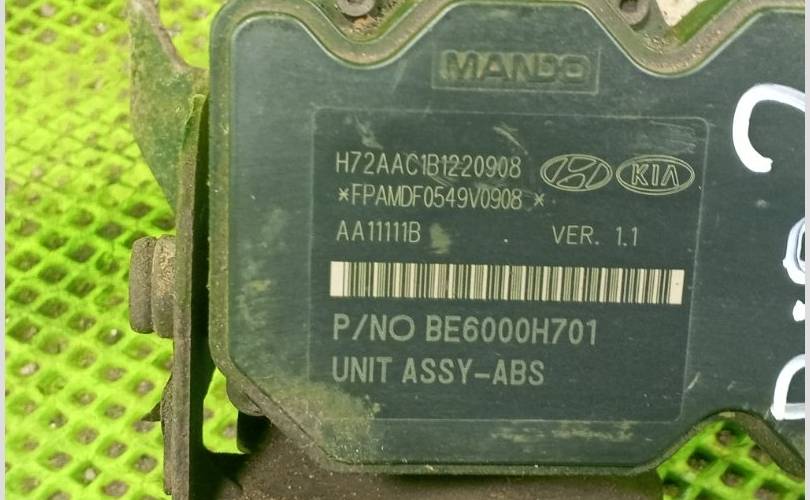 MANDO
H72AAC1B1220908
KIA
*FPAMDF0549V0908 *
AA11111B VER. 1.1
P/NO BE6000H701
UNIT ASSY-ABS